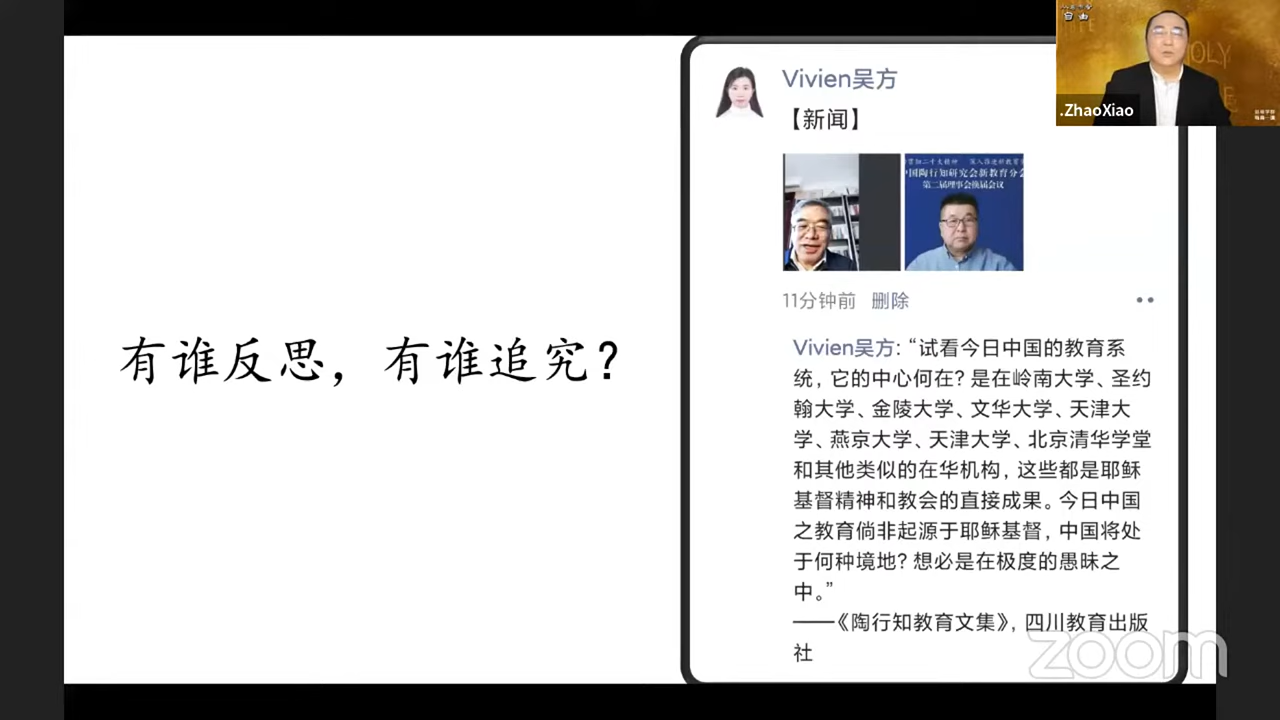 有谁反思，有谁追究？
Vivien吴方
【新闻】
中国陶行知研究会新教育分会
第二届理事会换届会议
11分钟前 删除
Vivien吴方: “试看今日中国的教育系
统，它的中心何在？是在岭南大学、圣约
翰大学、金陵大学、文华大学、天津大
学、燕京大学、天津大学、北京清华学堂
和其他类似的在华机构，这些都是耶稣
基督精神和教会的直接成果。今日中国
之教育倘非起源于耶稣基督，中国将处
于何种境地？想必是在极度的愚昧之
中。”
——《陶行知教育文集》，四川教育出版
社
自由
OLY
.ZhaoXiao
zoom